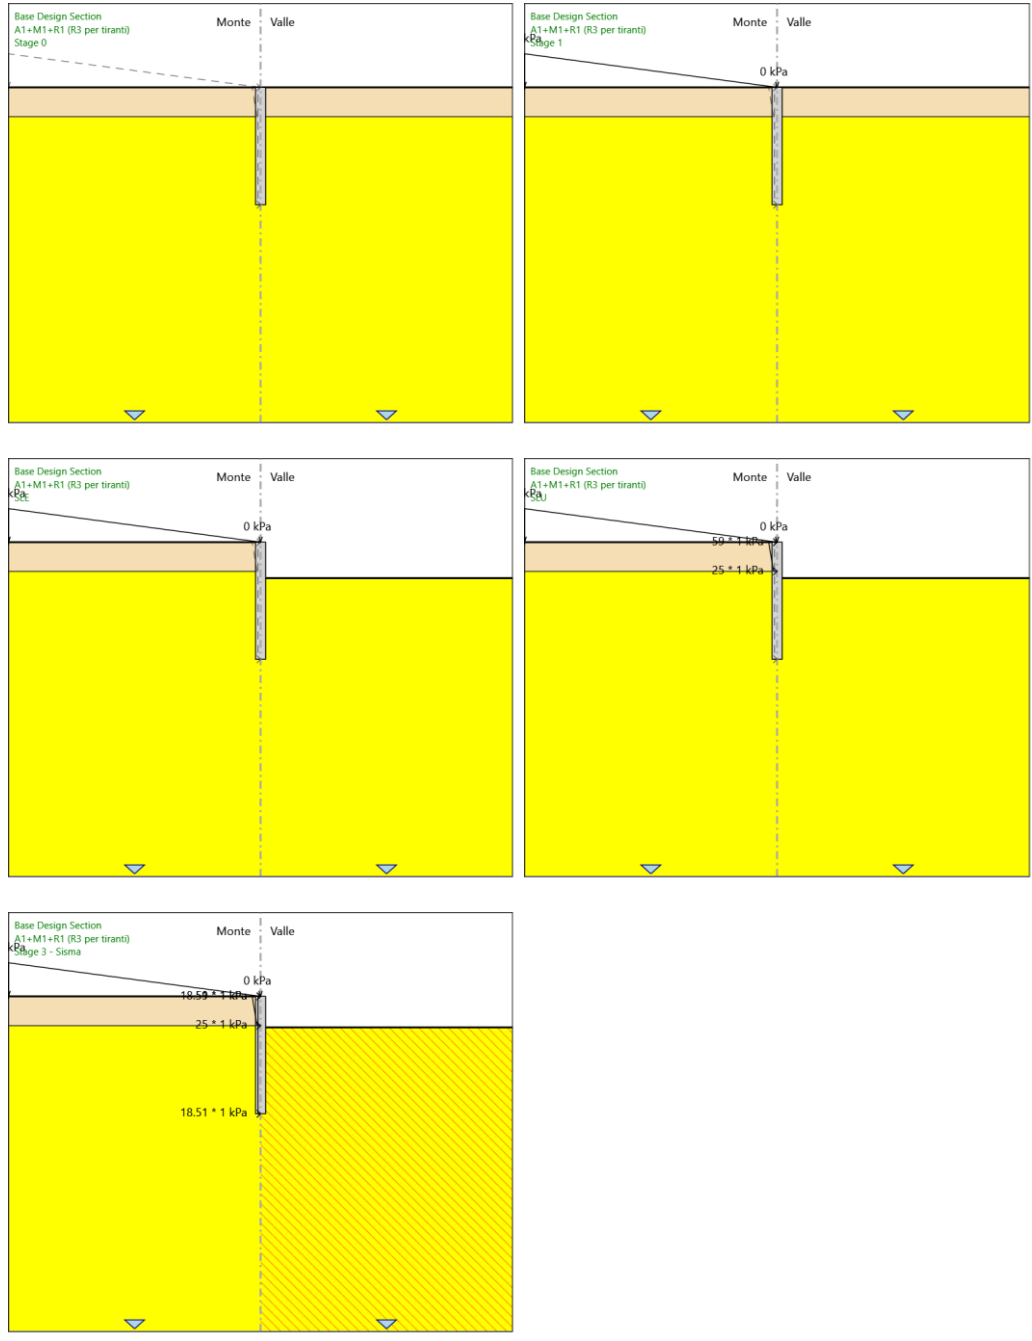 Base Design Section
A1+M1+R1 (R3 per tiranti)
Stage 0
Monte
Valle
Base Design Section
A1+M1+R1 (R3 per tiranti)
kPa
Stage 1
Monte
Valle
0 kPa
Base Design Section
A1+M1+R1 (R3 per tiranti)
kPa
SLE
Monte
Valle
0 kPa
Base Design Section
A1+M1+R1 (R3 per tiranti)
kPa
SLU
Monte
Valle
0 kPa
59 * 1 kPa
25 * 1 kPa
Base Design Section
A1+M1+R1 (R3 per tiranti)
kPa
Stage 3 - Sisma
Monte
Valle
0 kPa
25 * 1 kPa
18.51 * 1 kPa